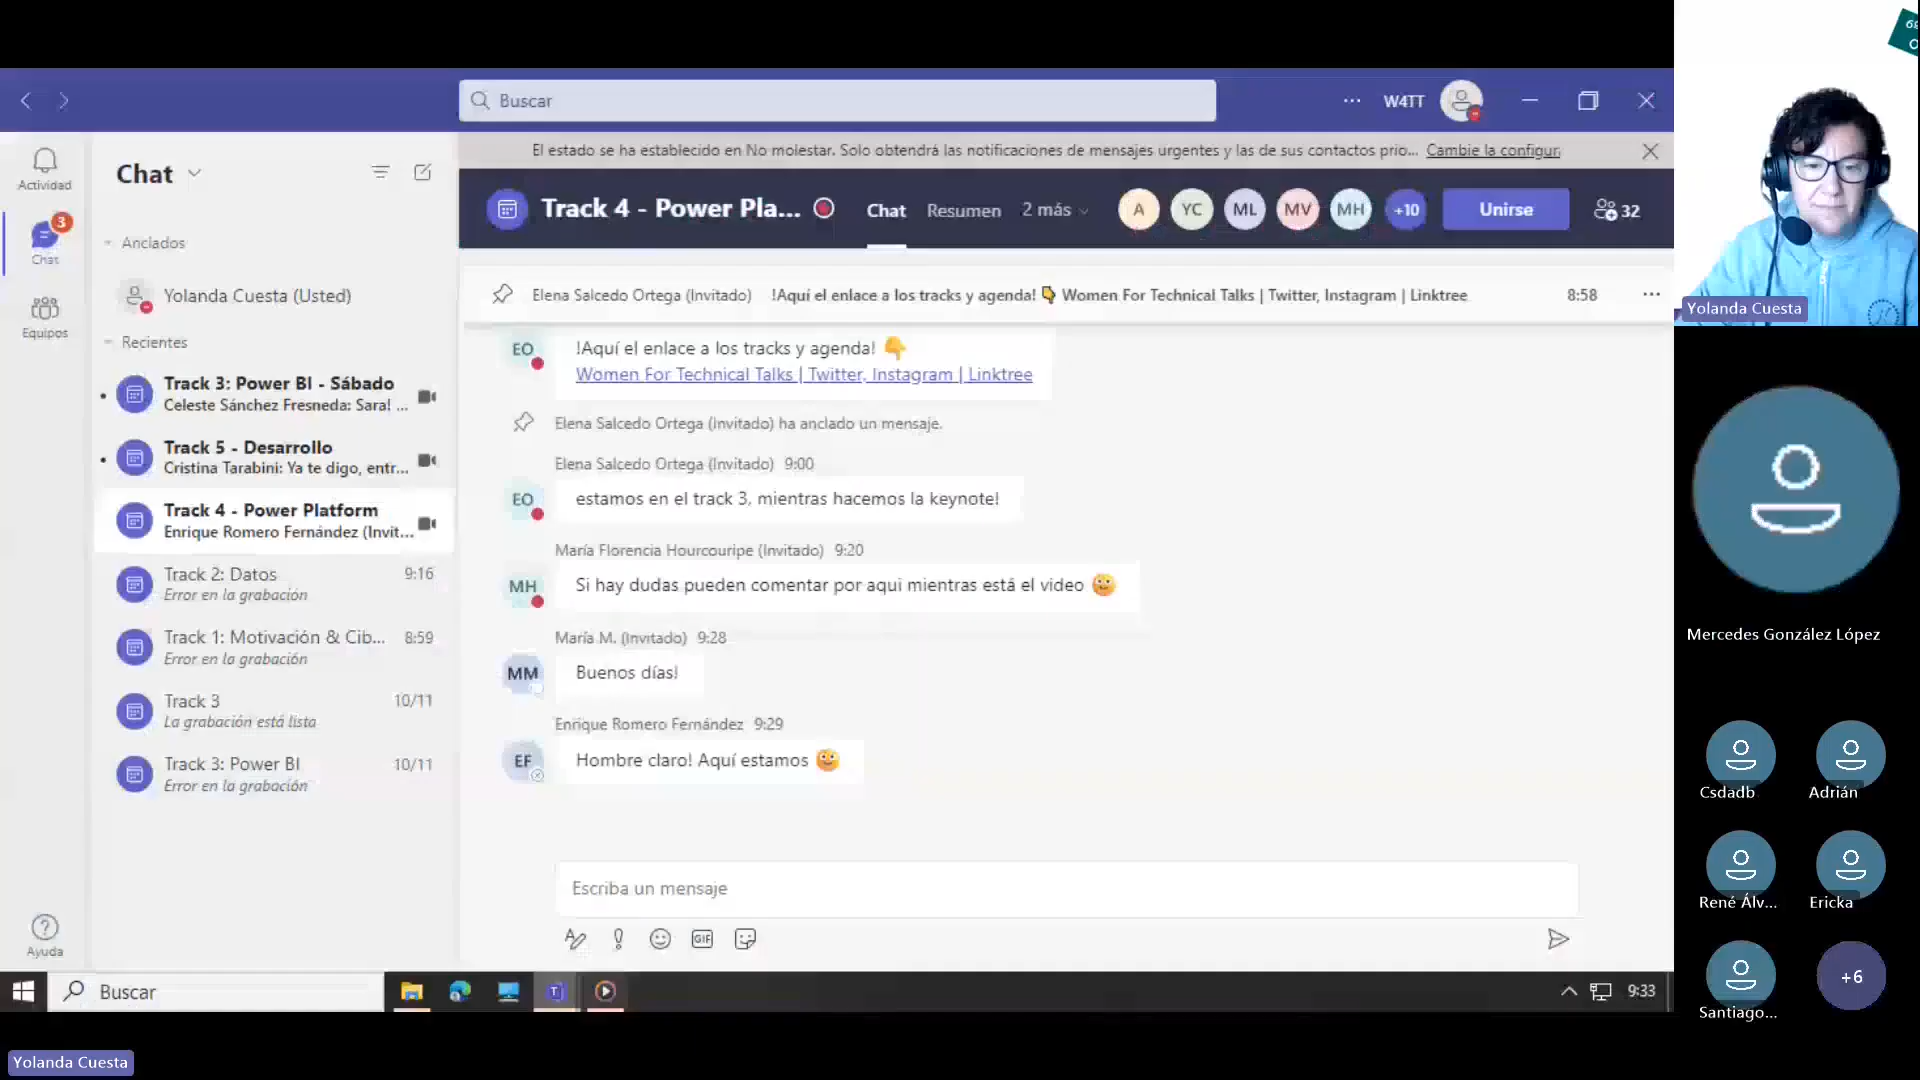 Buscar
W4TT
El estado se ha establecido en No molestar. Solo obtendrá las notificaciones de mensajes urgentes y las de sus contactos prio... Cambie la configur
Actividad
3
Chat
Equipos
Ayuda
Chat
Anclados
Yolanda Cuesta (Usted)
Recientes
Track 3: Power BI - Sábado
Celeste Sánchez Fresneda: Sara! ...
Track 5 - Desarrollo
Cristina Tarabini: Ya te digo, entr...
Track 4 - Power Platform
Enrique Romero Fernández (Invit...
Track 2: Datos 9:16
Error en la grabación
Track 1: Motivación & Cib... 8:59
Error en la grabación
Track 3 10/11
La grabación está lista
Track 3: Power BI 10/11
Error en la grabación
Track 4 - Power Pla... Chat Resumen 2 más A YC ML MV MH +10 Unirse 32
Elena Salcedo Ortega (Invitado) !Aquí el enlace a los tracks y agenda! 👇 Women For Technical Talks | Twitter, Instagram | Linktree 8:58
EO
!Aquí el enlace a los tracks y agenda! 👇
Women For Technical Talks | Twitter, Instagram | Linktree
Elena Salcedo Ortega (Invitado) ha anclado un mensaje.
Elena Salcedo Ortega (Invitado) 9:00
EO
estamos en el track 3, mientras hacemos la keynote!
María Florencia Hourcouripe (Invitado) 9:20
MH
Si hay dudas pueden comentar por aqui mientras está el video
María M. (Invitado) 9:28
MM
Buenos días!
Enrique Romero Fernández 9:29
EF
Hombre claro! Aquí estamos
Escriba un mensaje
GIF
Buscar
9:33
Yolanda Cuesta
Yolanda Cuesta
Mercedes González López
Csdadb
Adrián
René Álv...
Ericka
Santiago...
+6